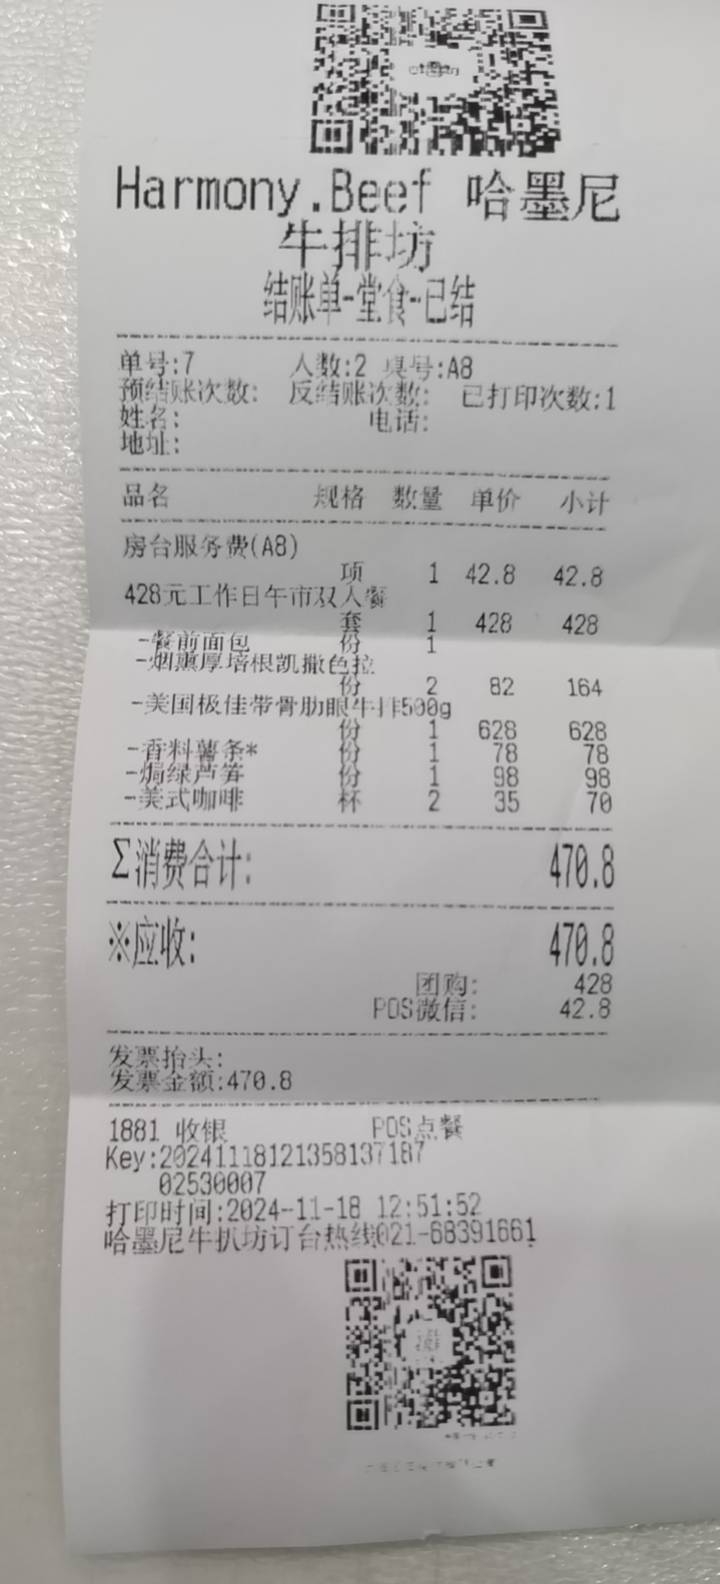 Harmony.Beef 哈墨尼
牛排坊
结账单-堂食-已结
单号:7 人数:2 桌号:A8
预结账次数: 反结账次数: 已打印次数:1
姓名: 电话:
地址:
品名 规格 数量 单价 小计
房台服务费(A8)
项 1 42.8 42.8
428元工作日午市双人餐
套 1 428 428
-餐前面包 份 1
-烟熏厚培根凯撒色拉
份 2 82 164
-美国极佳带骨肋眼牛排500g
份 1 628 628
-香料薯条* 份 1 78 78
-焗绿芦笋 份 1 98 98
-美式咖啡 杯 2 35 70
Σ消费合计: 470.8
※应收: 470.8
团购: 428
POS微信: 42.8
发票抬头:
发票金额:470.8
1881 收银 POS点餐
Key:20241118121358137187
02530007
打印时间:2024-11-18 12:51:52
哈墨尼牛扒坊订台热线021-68391661